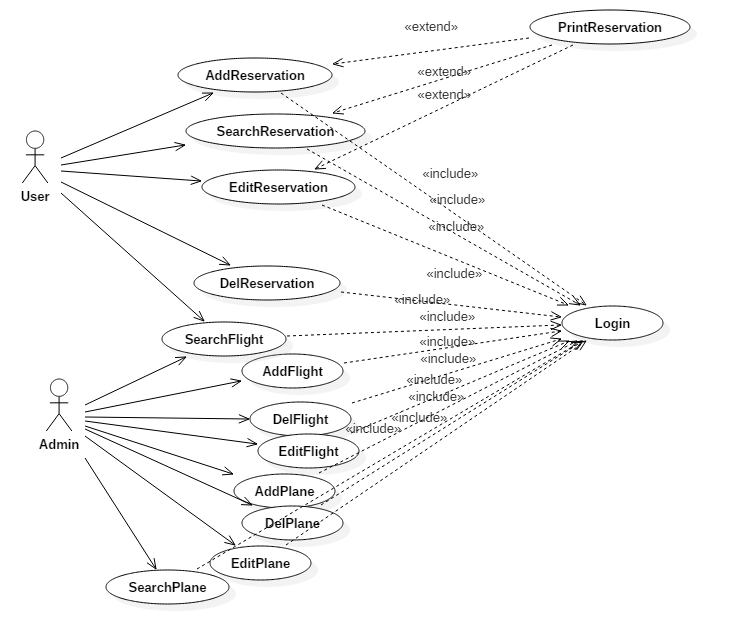 «extend»
PrintReservation
AddReservation
«extend»
«extend»
SearchReservation
User
EditReservation
«include»
«include»
«include»
DelReservation
«include»
«include»
«include»
Login
SearchFlight
«include»
«include»
AddFlight
«include»
«include»
DelFlight
«include»
«include»
Admin
EditFlight
AddPlane
DelPlane
EditPlane
SearchPlane